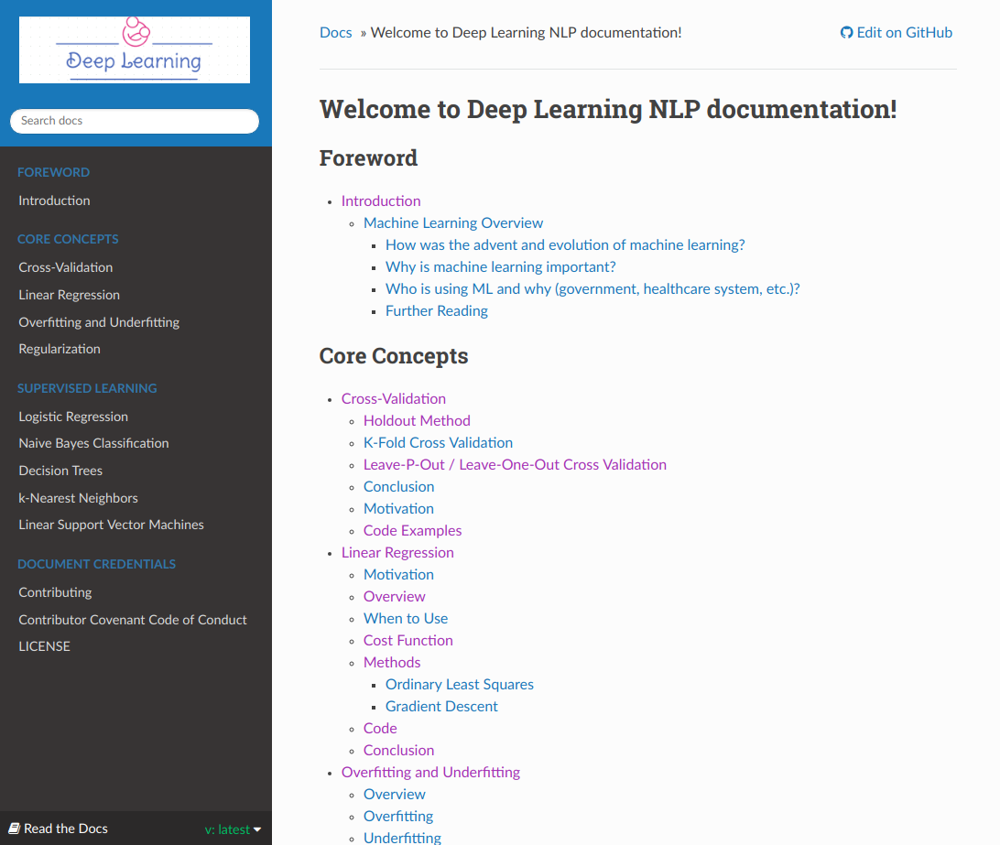 Deep Learning
Search docs
FOREWORD
Introduction
CORE CONCEPTS
Cross-Validation
Linear Regression
Overfitting and Underfitting
Regularization
SUPERVISED LEARNING
Logistic Regression
Naive Bayes Classification
Decision Trees
k-Nearest Neighbors
Linear Support Vector Machines
DOCUMENT CREDENTIALS
Contributing
Contributor Covenant Code of Conduct
LICENSE
Read the Docs v: latest
Docs » Welcome to Deep Learning NLP documentation! Edit on GitHub
Welcome to Deep Learning NLP documentation!
Foreword
Introduction
Machine Learning Overview
How was the advent and evolution of machine learning?
Why is machine learning important?
Who is using ML and why (government, healthcare system, etc.)?
Further Reading
Core Concepts
Cross-Validation
Holdout Method
K-Fold Cross Validation
Leave-P-Out / Leave-One-Out Cross Validation
Conclusion
Motivation
Code Examples
Linear Regression
Motivation
Overview
When to Use
Cost Function
Methods
Ordinary Least Squares
Gradient Descent
Code
Conclusion
Overfitting and Underfitting
Overview
Overfitting
Underfitting